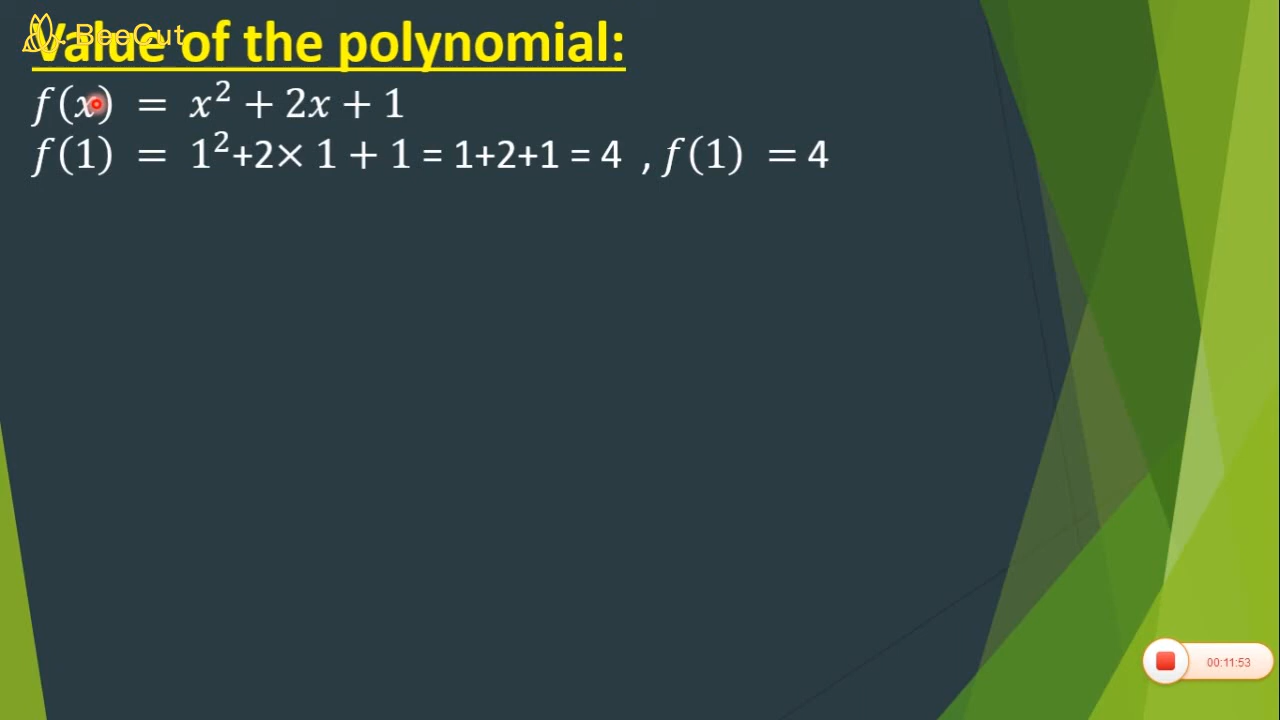 BeeCut
Value of the polynomial:
f(x) = x² + 2x + 1
f(1) = 1²+2× 1 + 1 = 1+2+1 = 4 , f(1) = 4
00:11:53